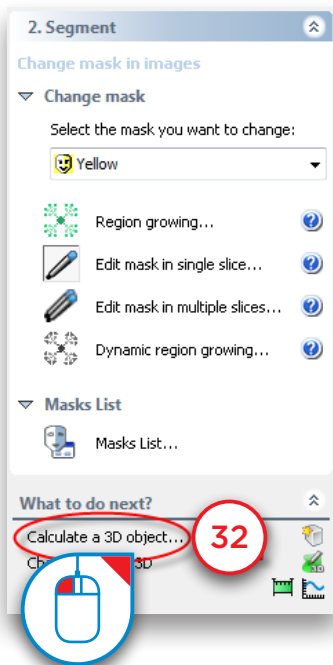 2. Segment
Change mask in images
Change mask
Select the mask you want to change:
Yellow
Region growing...
Edit mask in single slice...
Edit mask in multiple slices...
Dynamic region growing...
Masks List
Masks List...
What to do next?
Calculate a 3D object...
32
3D